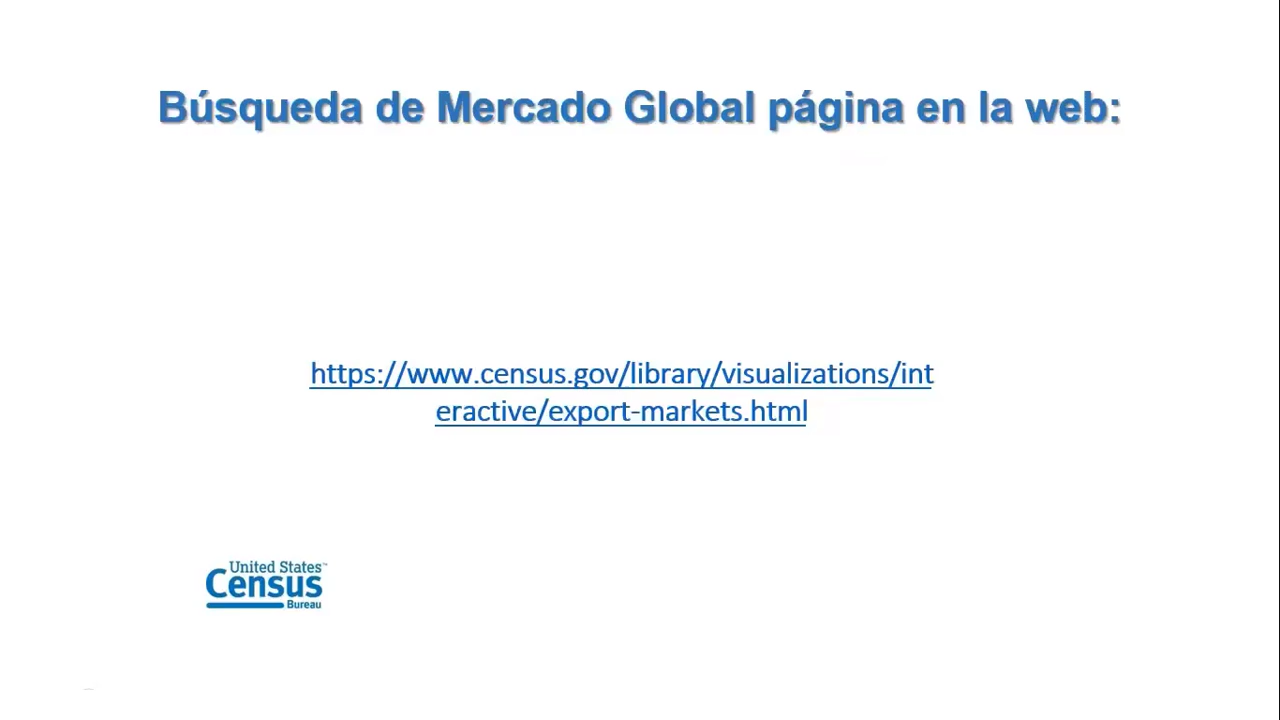 Búsqueda de Mercado Global página en la web:
https://www.census.gov/library/visualizations/int
eractive/export-markets.html
United States™
Census
Bureau